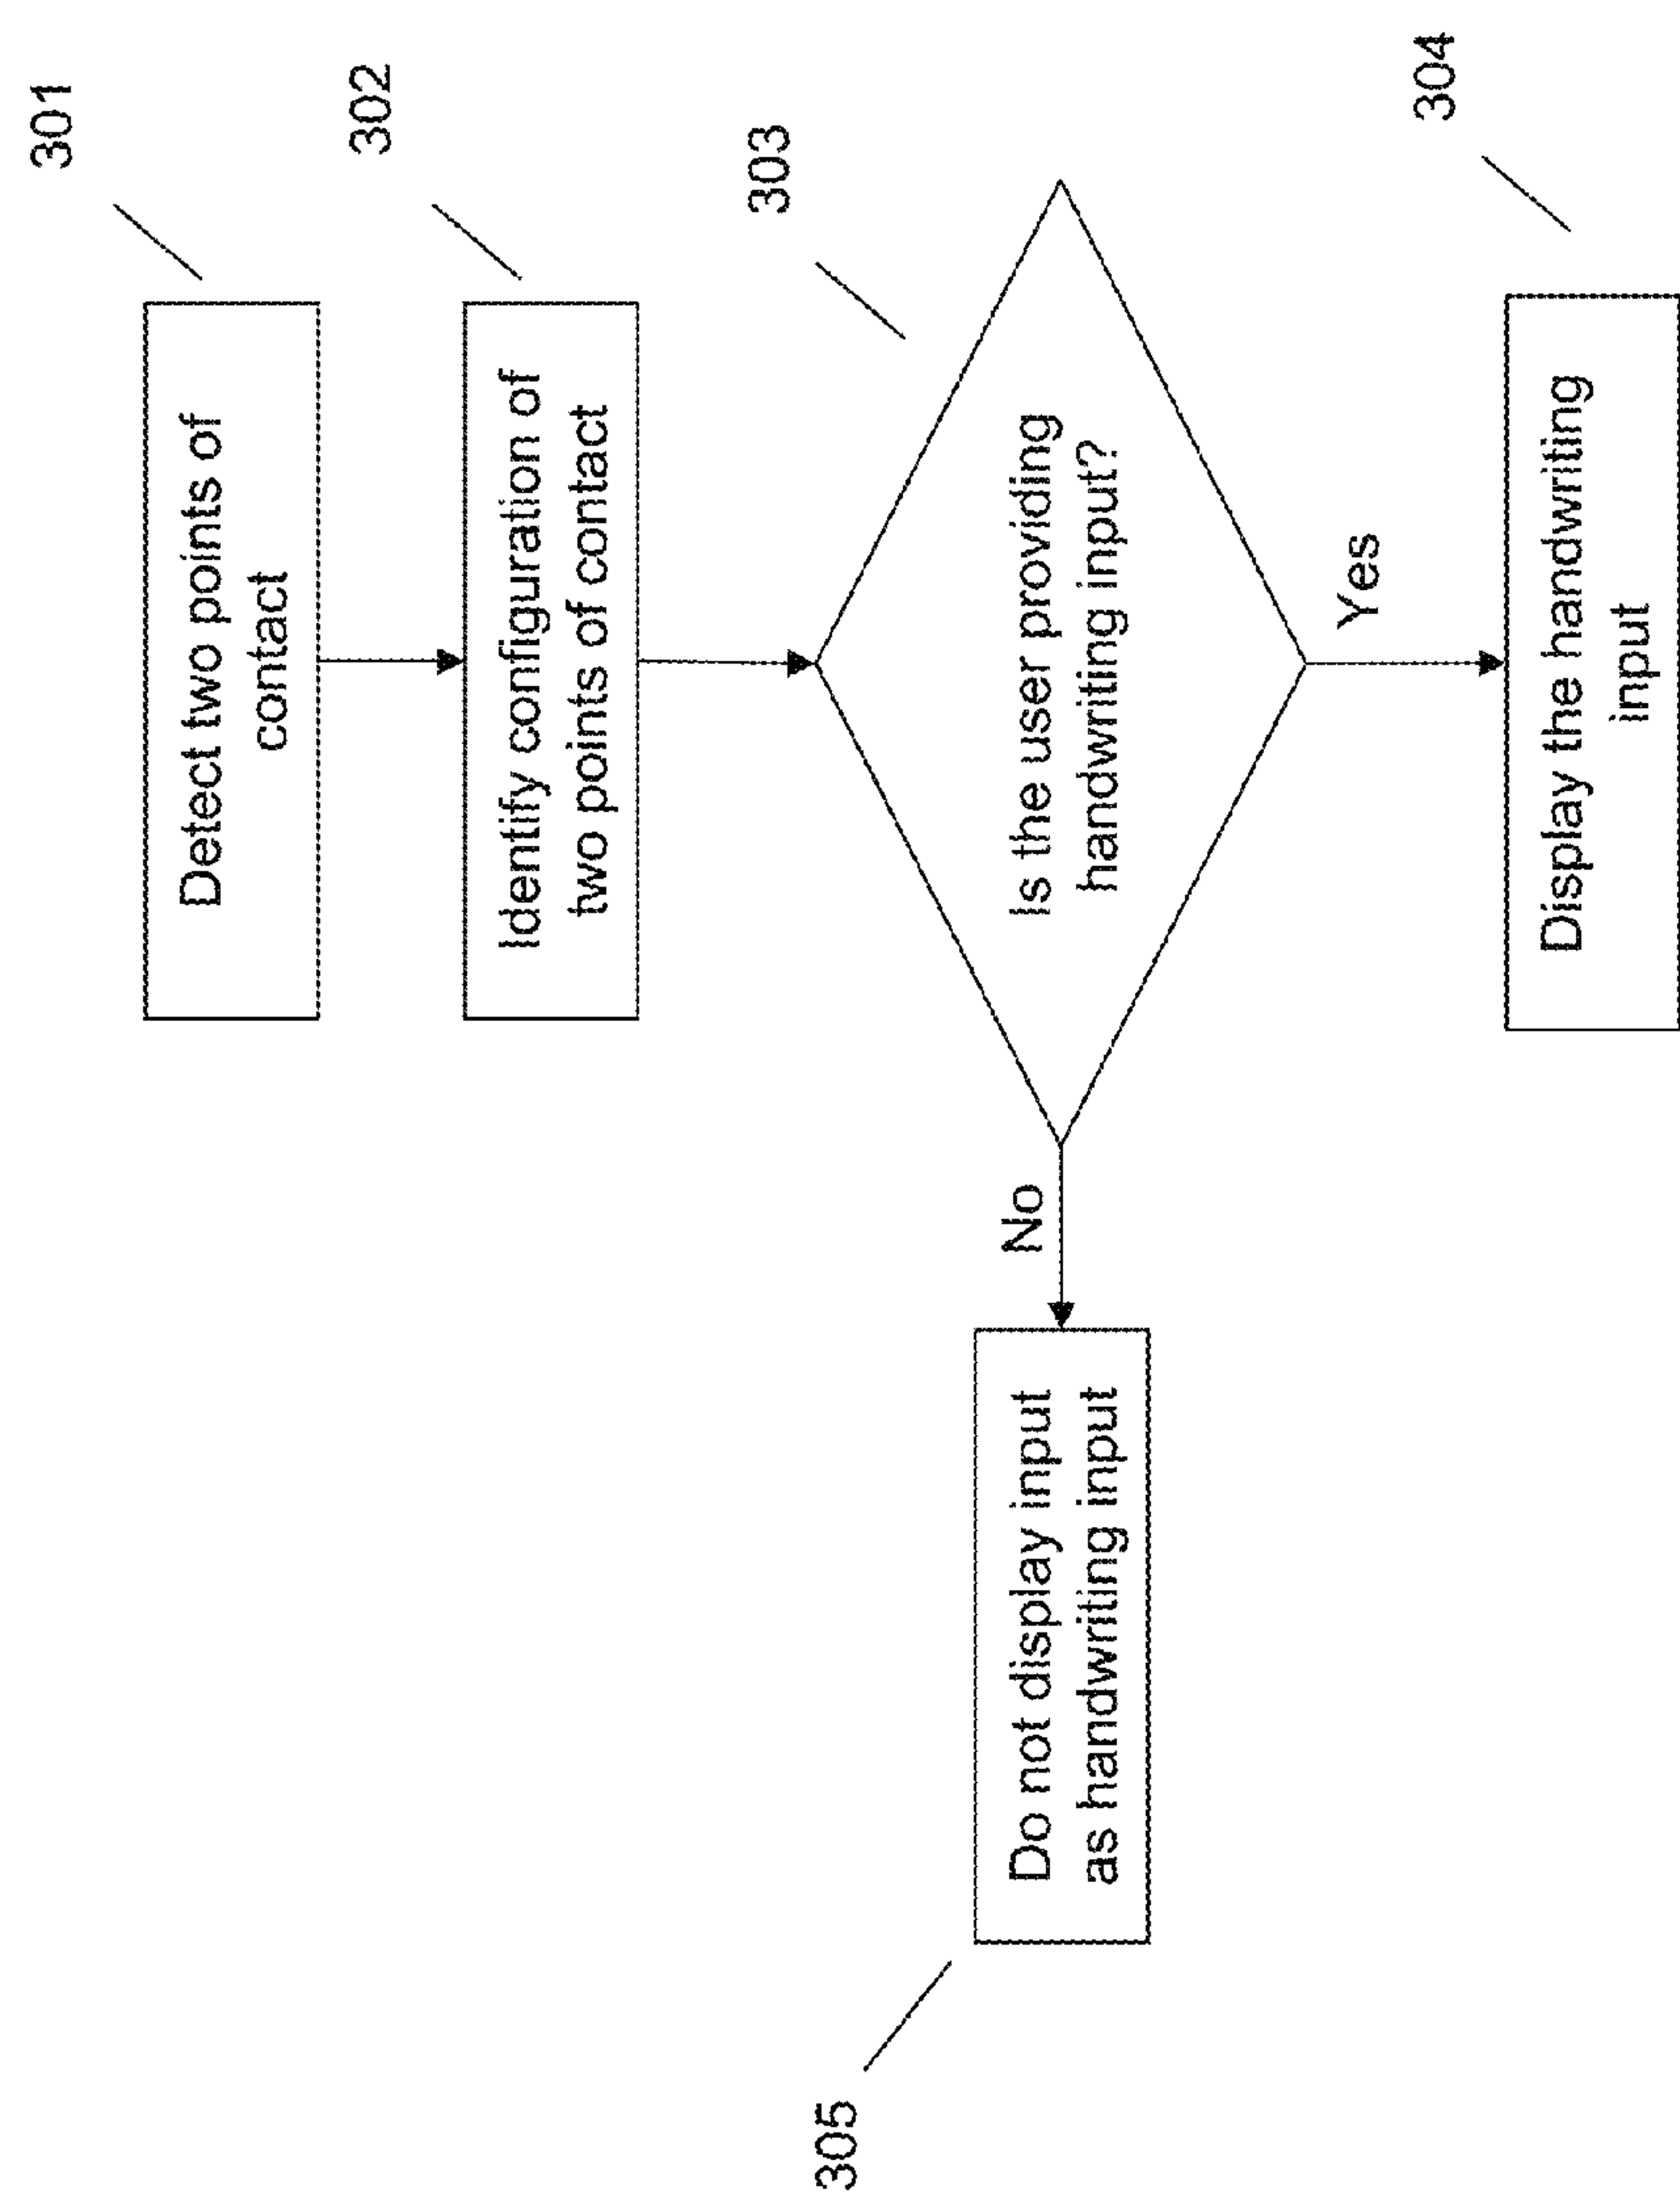 301
Detect two points of
contact
302
Identify configuration of
two points of contact
303
Is the user providing
handwriting input?
No
Yes
305
Do not display input
as handwriting input
304
Display the handwriting
input